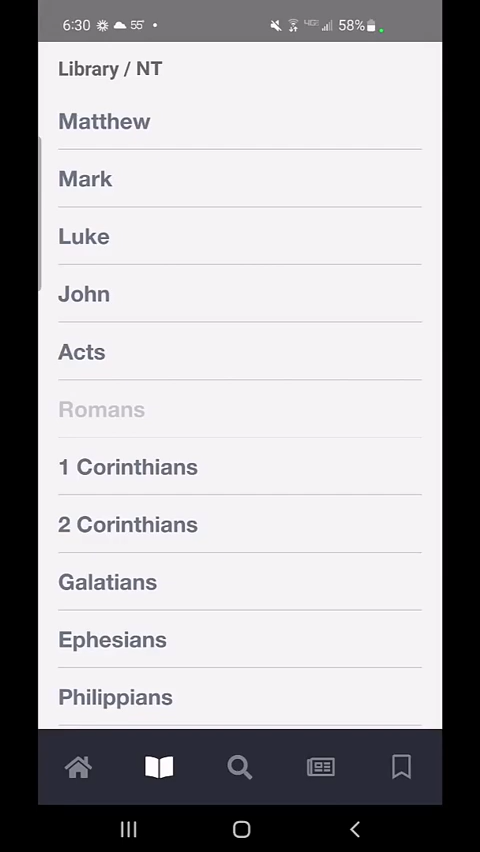 6:30 55° 58%
Library / NT
Matthew
Mark
Luke
John
Acts
Romans
1 Corinthians
2 Corinthians
Galatians
Ephesians
Philippians